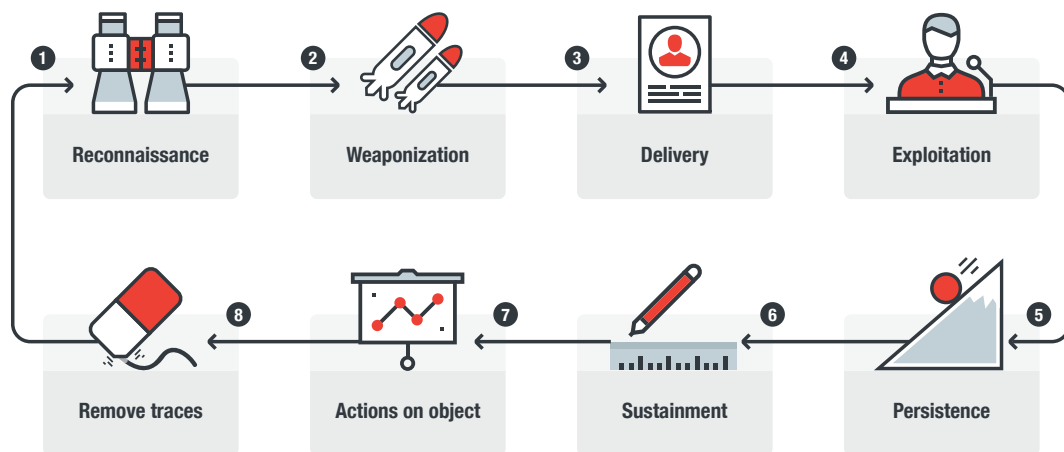 1
Reconnaissance
2
Weaponization
3
Delivery
4
Exploitation
5
Persistence
6
Sustainment
7
Actions on object
8
Remove traces